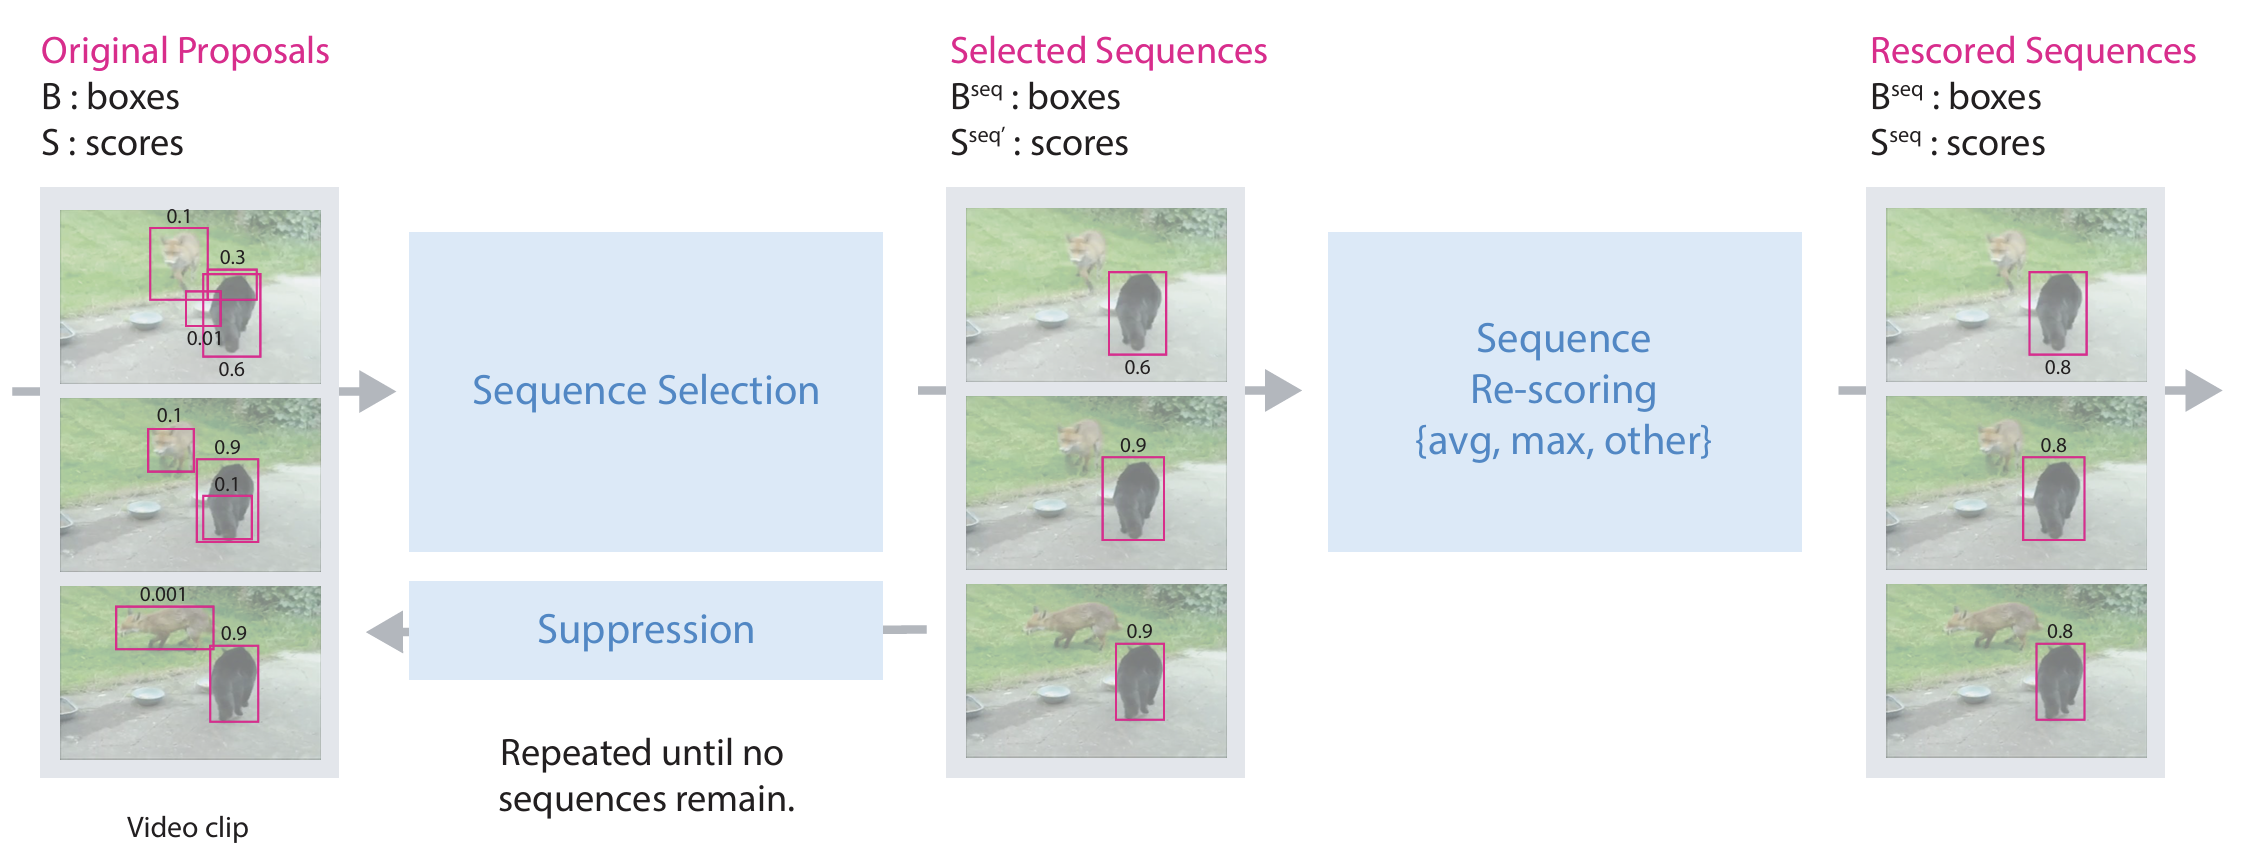 Original Proposals
B : boxes
S : scores
0.1
0.3
0.01
0.6
0.1
0.9
0.1
0.001
0.9
Video clip
Sequence Selection
Suppression
Repeated until no
sequences remain.
Selected Sequences
B^seq : boxes
S^seq′ : scores
0.6
0.9
0.9
Sequence
Re-scoring
{avg, max, other}
Rescored Sequences
B^seq : boxes
S^seq : scores
0.8
0.8
0.8